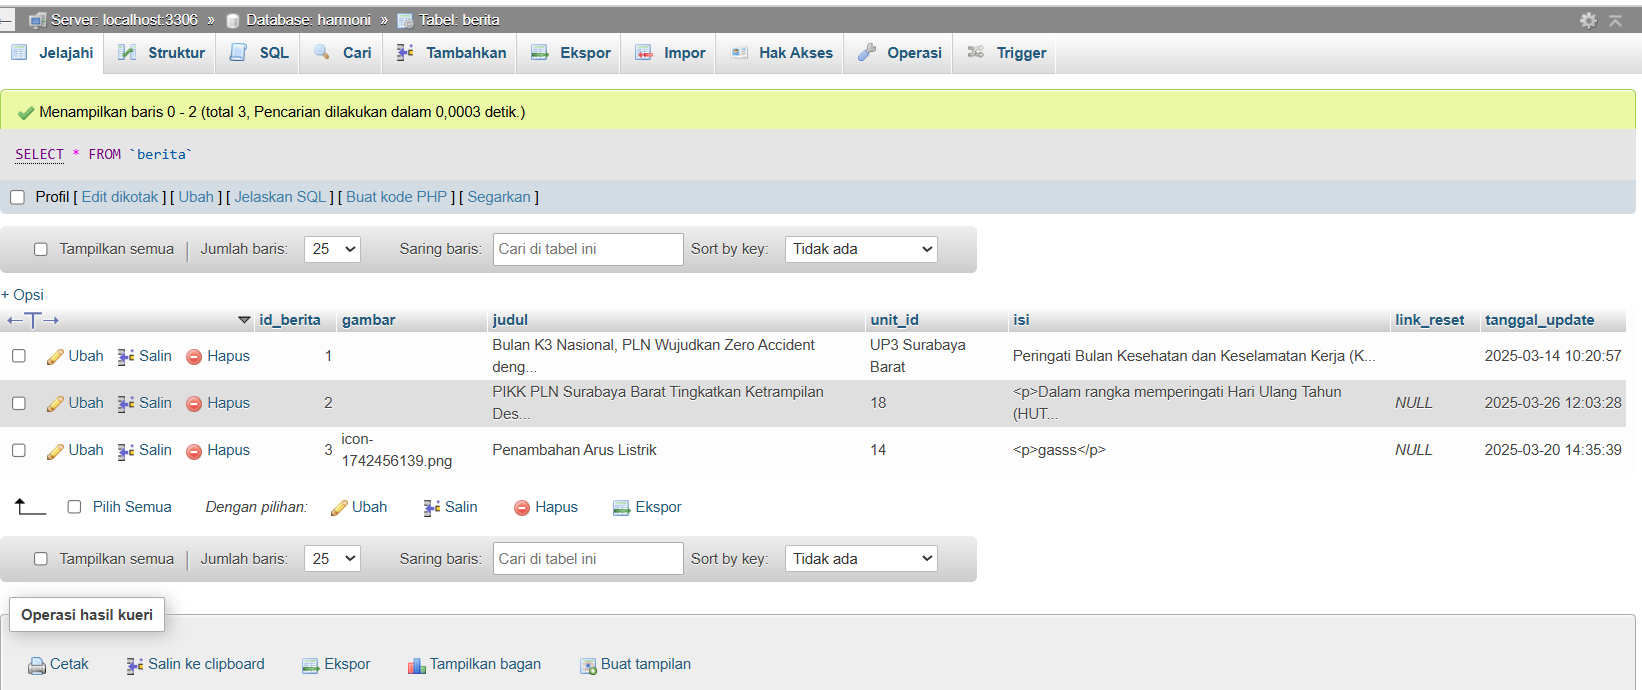 Server: localhost:3306 » Database: harmoni » Tabel: berita
Jelajahi Struktur SQL Cari Tambahkan Ekspor Impor Hak Akses Operasi Trigger
Menampilkan baris 0 - 2 (total 3, Pencarian dilakukan dalam 0,0003 detik.)
SELECT * FROM `berita`
Profil [ Edit dikotak ] [ Ubah ] [ Jelaskan SQL ] [ Buat kode PHP ] [ Segarkan ]
Tampilkan semua | Jumlah baris: 25 Saring baris: Cari di tabel ini Sort by key: Tidak ada
+ Opsi
←T→ id_berita gambar judul unit_id isi link_reset tanggal_update
Ubah Salin Hapus 1 Bulan K3 Nasional, PLN Wujudkan Zero Accident deng... UP3 Surabaya Barat Peringati Bulan Kesehatan dan Keselamatan Kerja (K... 2025-03-14 10:20:57
Ubah Salin Hapus 2 PIKK PLN Surabaya Barat Tingkatkan Ketrampilan Des... 18 <p>Dalam rangka memperingati Hari Ulang Tahun (HUT... NULL 2025-03-26 12:03:28
Ubah Salin Hapus 3 icon-1742456139.png Penambahan Arus Listrik 14 <p>gasss</p> NULL 2025-03-20 14:35:39
Pilih Semua Dengan pilihan: Ubah Salin Hapus Ekspor
Tampilkan semua | Jumlah baris: 25 Saring baris: Cari di tabel ini Sort by key: Tidak ada
Operasi hasil kueri
Cetak Salin ke clipboard Ekspor Tampilkan bagan Buat tampilan